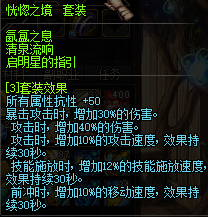 恍惚之境 套装
氤氲之息
清泉流响
启明星的指引
[3]套装效果
所有属性抗性 +50
暴击攻击时，增加30%的伤害。
攻击时，增加40%的伤害。
攻击时，增加10%的攻击速度，效果持
续30秒。
技能施放时，增加12%的技能施放速度，
效果持续30秒。
前冲时，增加10%的移动速度，效果持
续30秒。